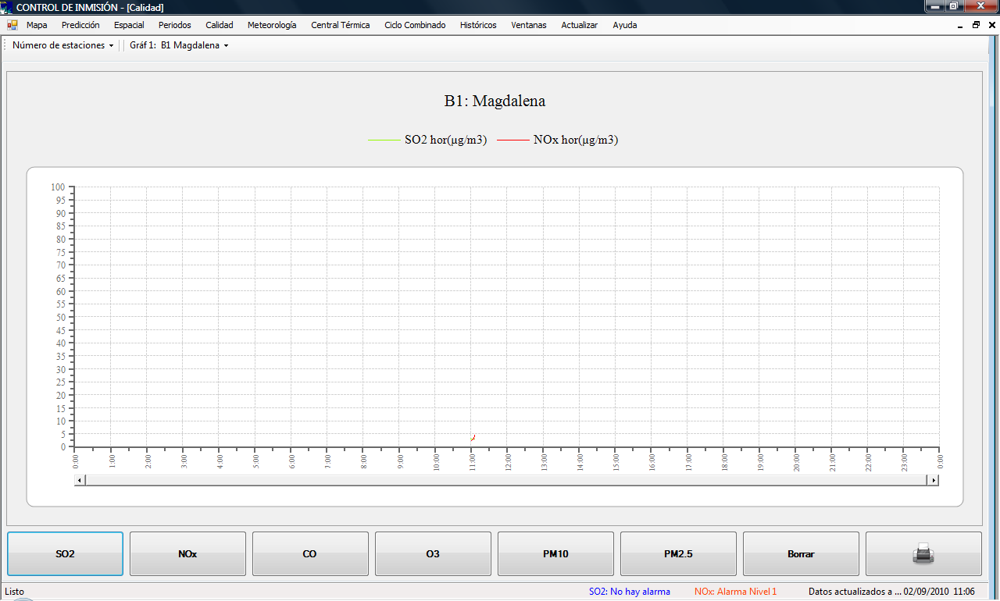 CONTROL DE INMISIÓN - [Calidad]
Mapa Predicción Espacial Periodos Calidad Meteorología Central Térmica Ciclo Combinado Históricos Ventanas Actualizar Ayuda
Número de estaciones Gráf 1: B1 Magdalena
B1: Magdalena
SO2 hor(µg/m3) NOx hor(µg/m3)
100
95
90
85
80
75
70
65
60
55
50
45
40
35
30
25
20
15
10
5
0
0:00 1:00 2:00 3:00 4:00 5:00 6:00 7:00 8:00 9:00 10:00 11:00 12:00 13:00 14:00 15:00 16:00 17:00 18:00 19:00 20:00 21:00 22:00 23:00 0:00
SO2 NOx CO O3 PM10 PM2.5 Borrar
Listo SO2: No hay alarma NOx: Alarma Nivel 1 Datos actualizados a ... 02/09/2010 11:06